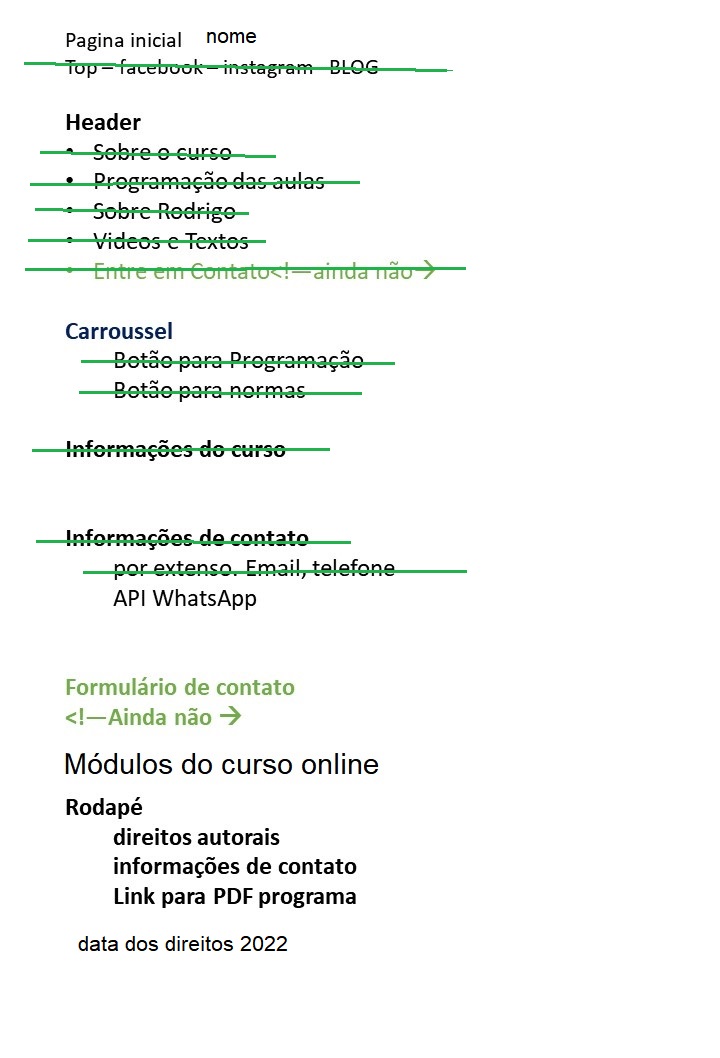 Pagina inicial nome
Top – facebook – instagram - BLOG
Header
• Sobre o curso
• Programação das aulas
• Sobre Rodrigo
• Videos e Textos
• Entre em Contato<!—ainda não →
Carroussel
Botão para Programação
Botão para normas
Informações do curso
Informações de contato
por extenso. Email, telefone
API WhatsApp
Formulário de contato
<!—Ainda não →
Módulos do curso online
Rodapé
direitos autorais
informações de contato
Link para PDF programa
data dos direitos 2022